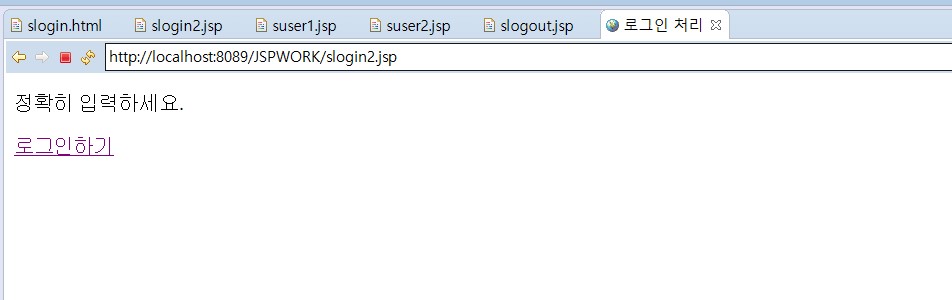 slogin.html slogin2.jsp suser1.jsp suser2.jsp slogout.jsp 로그인 처리
http://localhost:8089/JSPWORK/slogin2.jsp
정확히 입력하세요.
로그인하기